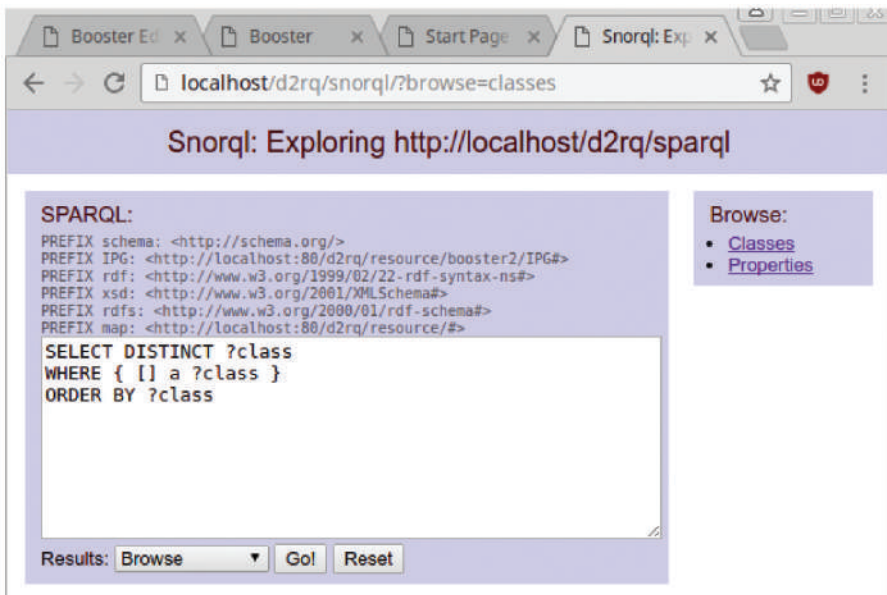 Booster Ed
Booster
Start Page
Snorql: Exp
localhost/d2rq/snorql/?browse=classes
Snorql: Exploring http://localhost/d2rq/sparql
SPARQL:
PREFIX schema: <http://schema.org/>
PREFIX IPG: <http://localhost:80/d2rq/resource/booster2/IPG#>
PREFIX rdf: <http://www.w3.org/1999/02/22-rdf-syntax-ns#>
PREFIX xsd: <http://www.w3.org/2001/XMLSchema#>
PREFIX rdfs: <http://www.w3.org/2000/01/rdf-schema#>
PREFIX map: <http://localhost:80/d2rq/resource/#>
SELECT DISTINCT ?class
WHERE { [] a ?class }
ORDER BY ?class
Results: Browse Go! Reset
Browse:
• Classes
• Properties